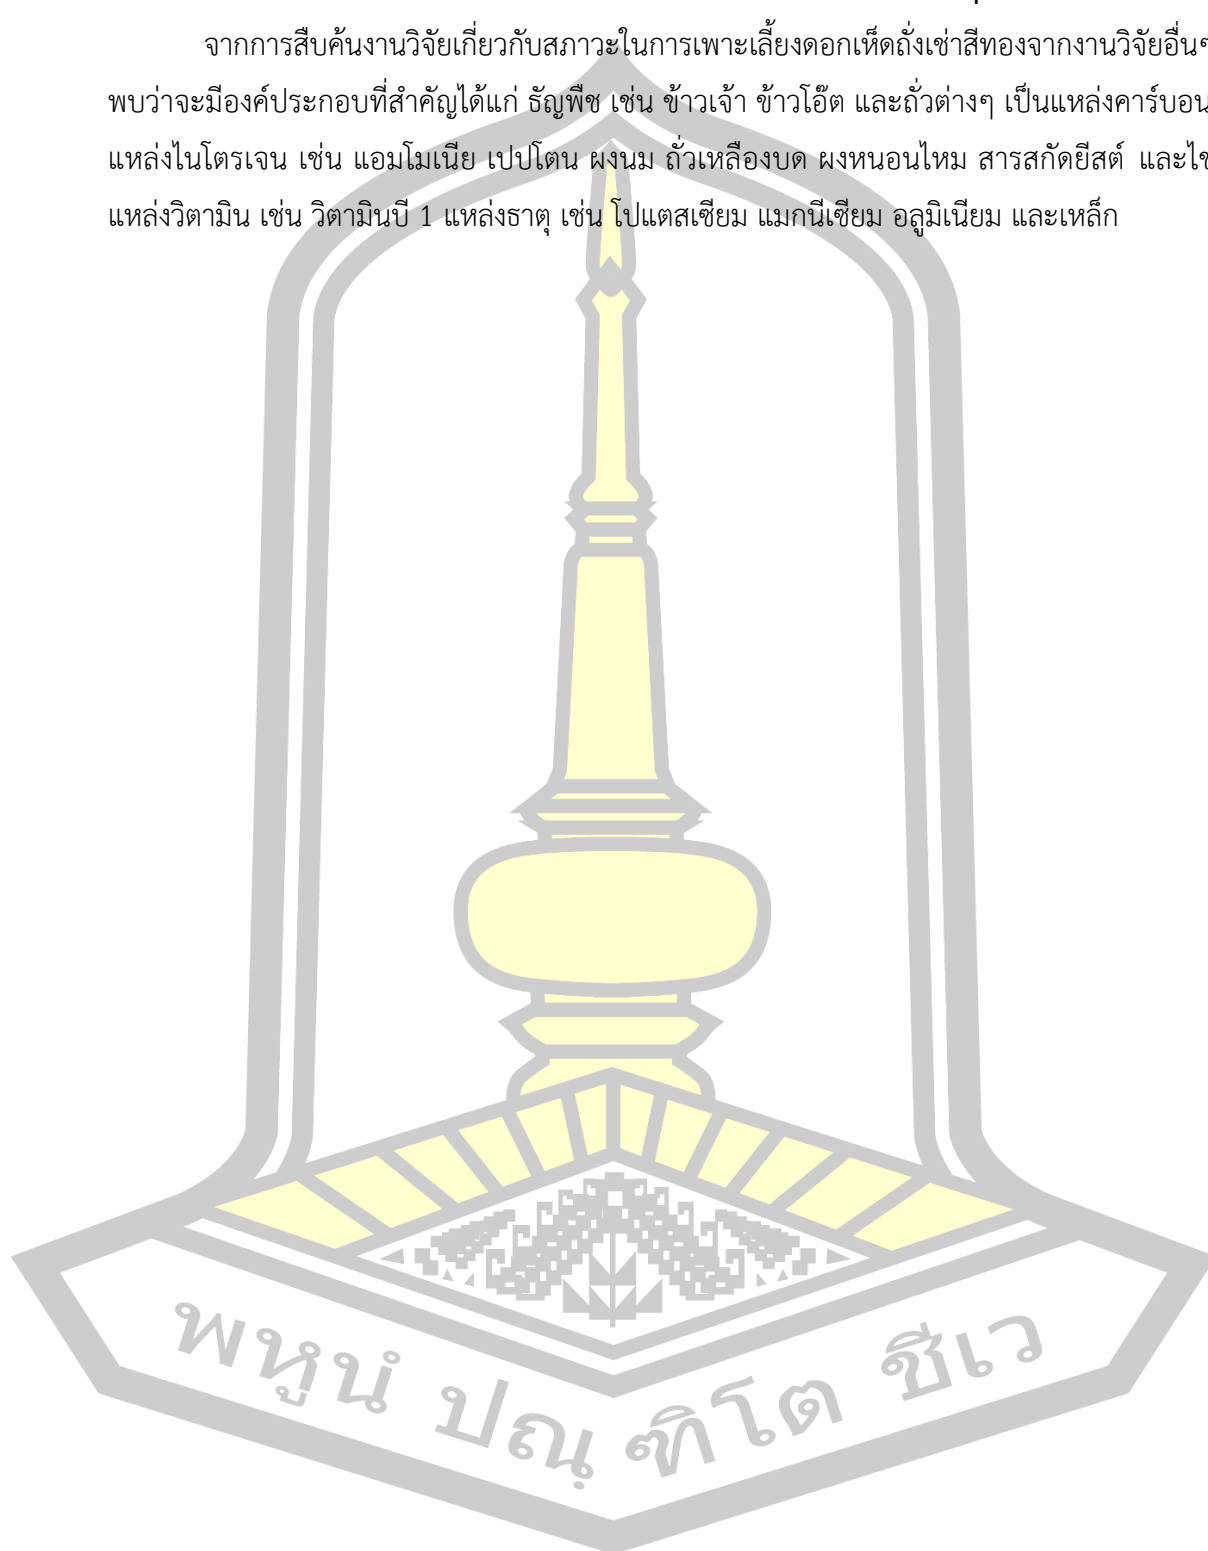 จากการสืบค้นงานวิจัยเกี่ยวกับสภาวะในการเพาะเลี้ยงดอกเห็ดถั่งเช่าสีทองจากงานวิจัยอื่นๆ
พบว่าจะมีองค์ประกอบที่สำคัญได้แก่ ธัญพืช เช่น ข้าวเจ้า ข้าวโอ๊ต และถั่วต่างๆ เป็นแหล่งคาร์บอน
แหล่งไนโตรเจน เช่น แอมโมเนีย เปปโตน ผงนม ถั่วเหลืองบด ผงหนอนไหม สารสกัดยีสต์ และไข่
แหล่งวิตามิน เช่น วิตามินบี 1 แหล่งธาตุ เช่น โปแตสเซียม แมกนีเซียม อลูมิเนียม และเหล็ก
พหูนํ ปณฺ ฑิโต ชีเว